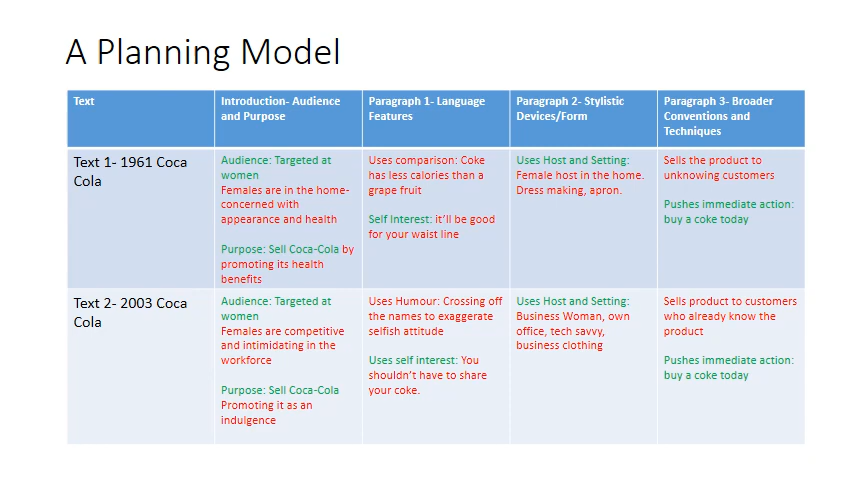 A Planning Model
Text
Introduction- Audience
and Purpose
Paragraph 1- Language
Features
Paragraph 2- Stylistic
Devices/Form
Paragraph 3- Broader
Conventions and
Techniques
Text 1- 1961 Coca
Cola
Audience: Targeted at
women
Females are in the home-
concerned with
appearance and health
Purpose: Sell Coca-Cola by
promoting its health
benefits
Uses comparison: Coke
has less calories than a
grape fruit
Self Interest: it'll be good
for your waist line
Uses Host and Setting:
Female host in the home.
Dress making, apron.
Sells the product to
unknowing customers
Pushes immediate action:
buy a coke today
Text 2- 2003 Coca
Cola
Audience: Targeted at
women
Females are competitive
and intimidating in the
workforce
Purpose: Sell Coca-Cola
Promoting it as an
indulgence
Uses Humour: Crossing off
the names to exaggerate
selfish attitude
Uses self interest: You
shouldn't have to share
your coke.
Uses Host and Setting:
Business Woman, own
office, tech savvy,
business clothing
Sells product to customers
who already know the
product
Pushes immediate action:
buy a coke today